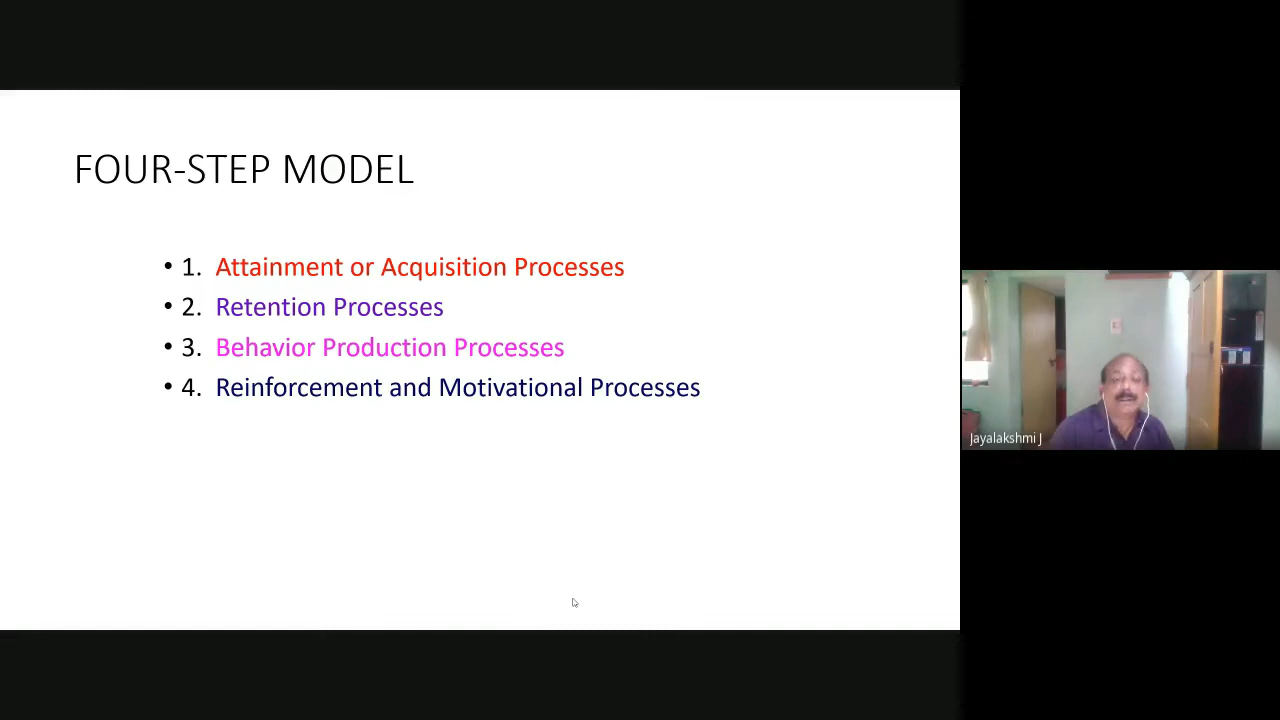 FOUR-STEP MODEL
• 1. Attainment or Acquisition Processes
• 2. Retention Processes
• 3. Behavior Production Processes
• 4. Reinforcement and Motivational Processes
Jayalakshmi J